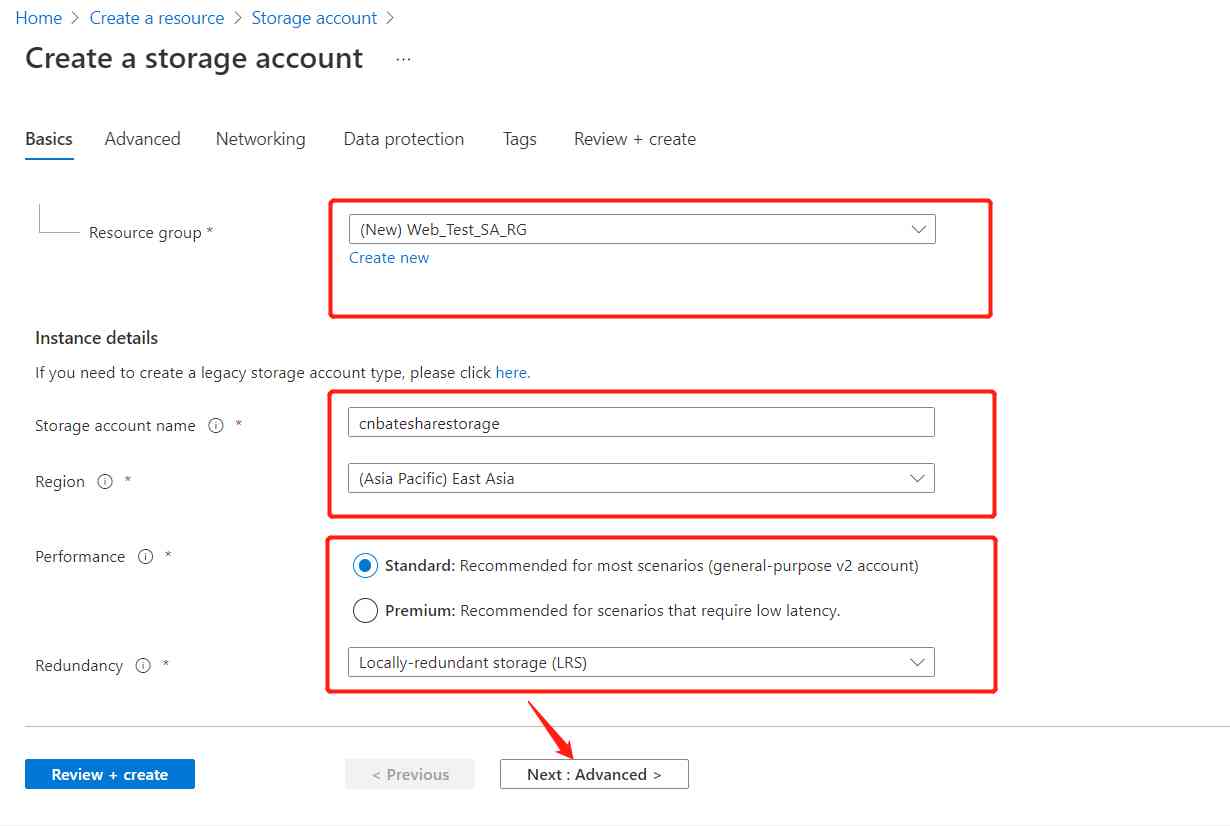 Home > Create a resource > Storage account >
Create a storage account ...
Basics Advanced Networking Data protection Tags Review + create
Resource group * (New) Web_Test_SA_RG
Create new
Instance details
If you need to create a legacy storage account type, please click here.
Storage account name * cnbatesharestorage
Region * (Asia Pacific) East Asia
Performance * Standard: Recommended for most scenarios (general-purpose v2 account)
Premium: Recommended for scenarios that require low latency.
Redundancy * Locally-redundant storage (LRS)
Review + create < Previous Next : Advanced >